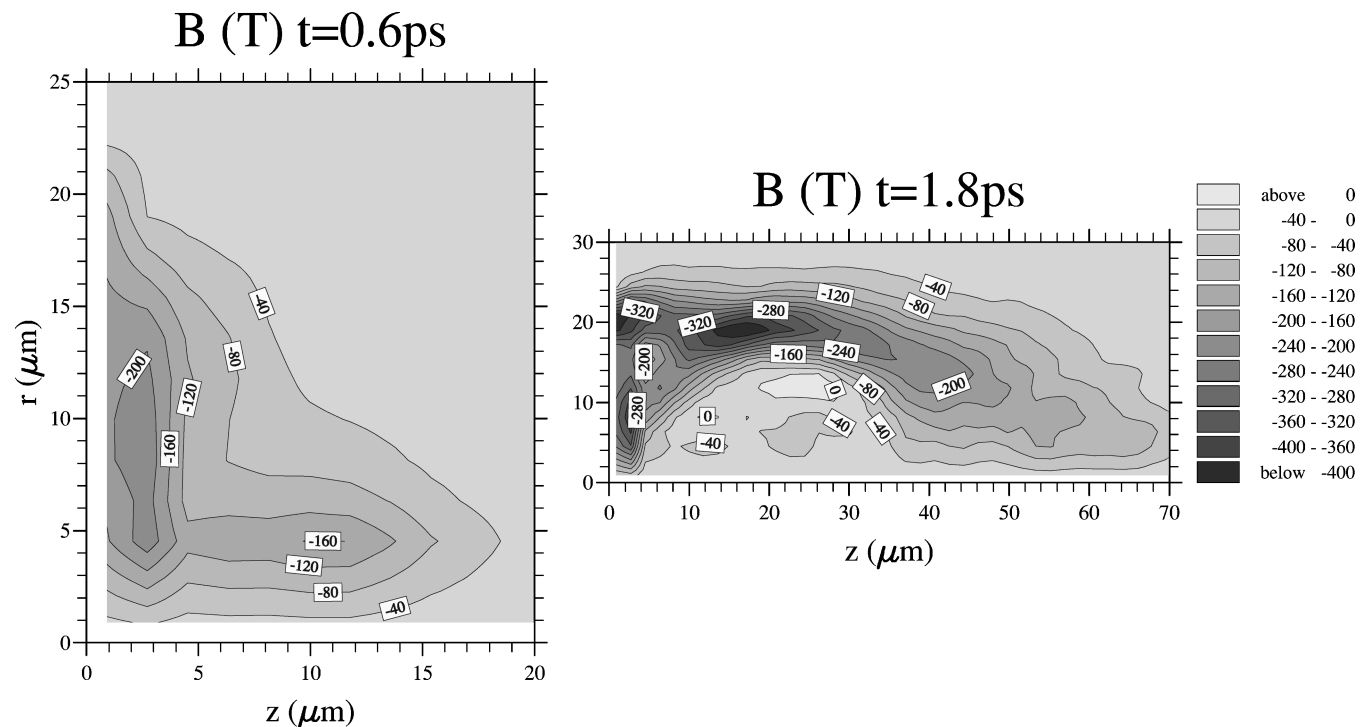 B (T) t=0.6ps
25
20
15
10
5
0
r (μm)
-200
-40
-80
-120
-160
-160
-120
-80
-40
0
5
10
15
20
z (μm)
B (T) t=1.8ps
30
20
10
0
-320
-320
-280
-120
-40
-80
-200
-160
-240
-200
-280
0
-80
0
-40
-40
-40
0
10
20
30
40
50
60
70
z (μm)
above 0
-40 - 0
-80 - -40
-120 - -80
-160 - -120
-200 - -160
-240 - -200
-280 - -240
-320 - -280
-360 - -320
-400 - -360
below -400